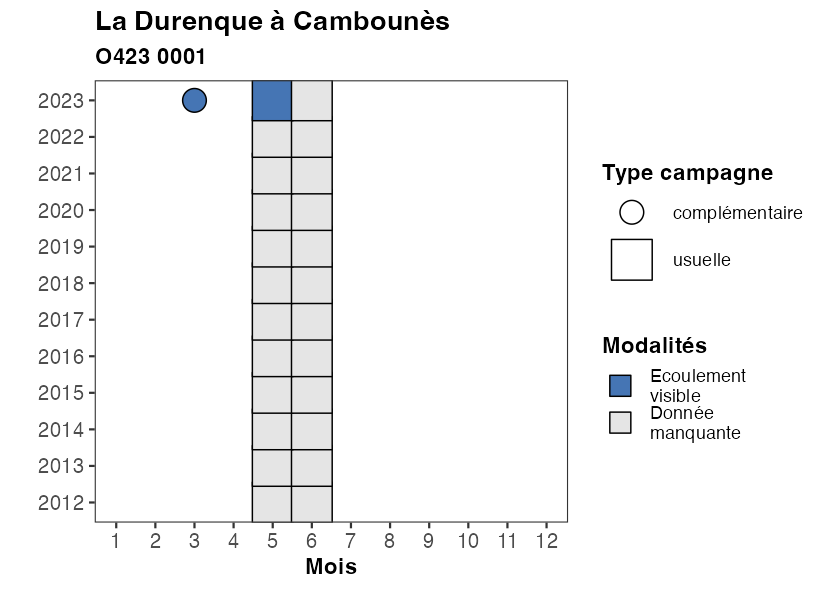 La Durenque à Cambounès
O423 0001
2023
2022
2021
2020
2019
2018
2017
2016
2015
2014
2013
2012
1 2 3 4 5 6 7 8 9 10 11 12
Mois
Type campagne
complémentaire
usuelle
Modalités
Ecoulement
visible
Donnée
manquante